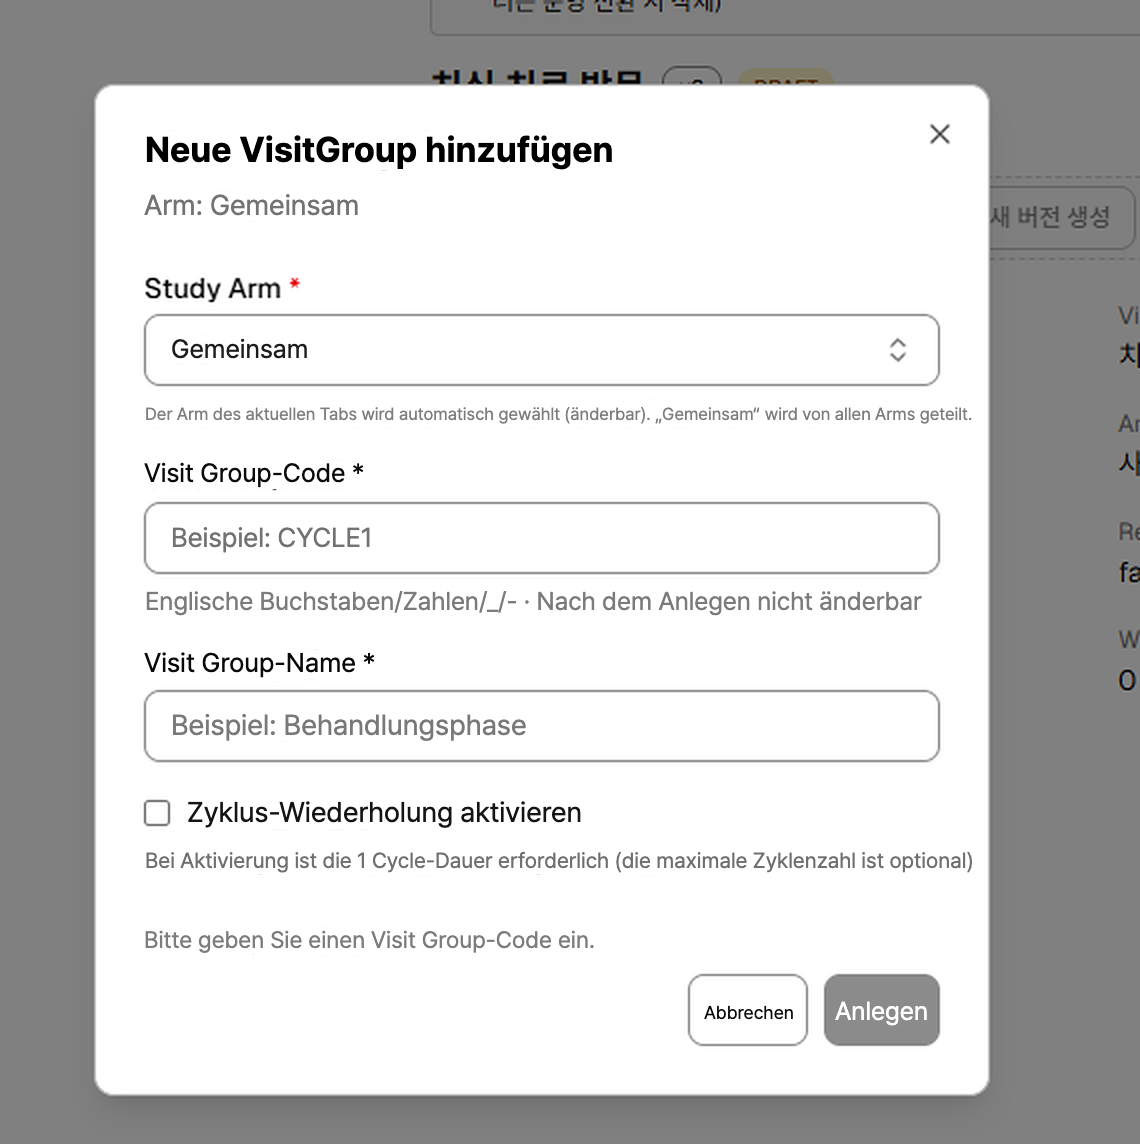 Neue VisitGroup hinzufügen
Arm: Gemeinsam
새 버전 생성
Study Arm *
Gemeinsam
Der Arm des aktuellen Tabs wird automatisch gewählt (änderbar). „Gemeinsam“ wird von allen Arms geteilt.
Visit Group-Code *
Beispiel: CYCLE1
Englische Buchstaben/Zahlen/_/- · Nach dem Anlegen nicht änderbar
Visit Group-Name *
Beispiel: Behandlungsphase
Zyklus-Wiederholung aktivieren
Bei Aktivierung ist die 1 Cycle-Dauer erforderlich (die maximale Zyklenzahl ist optional)
Bitte geben Sie einen Visit Group-Code ein.
Abbrechen
Anlegen